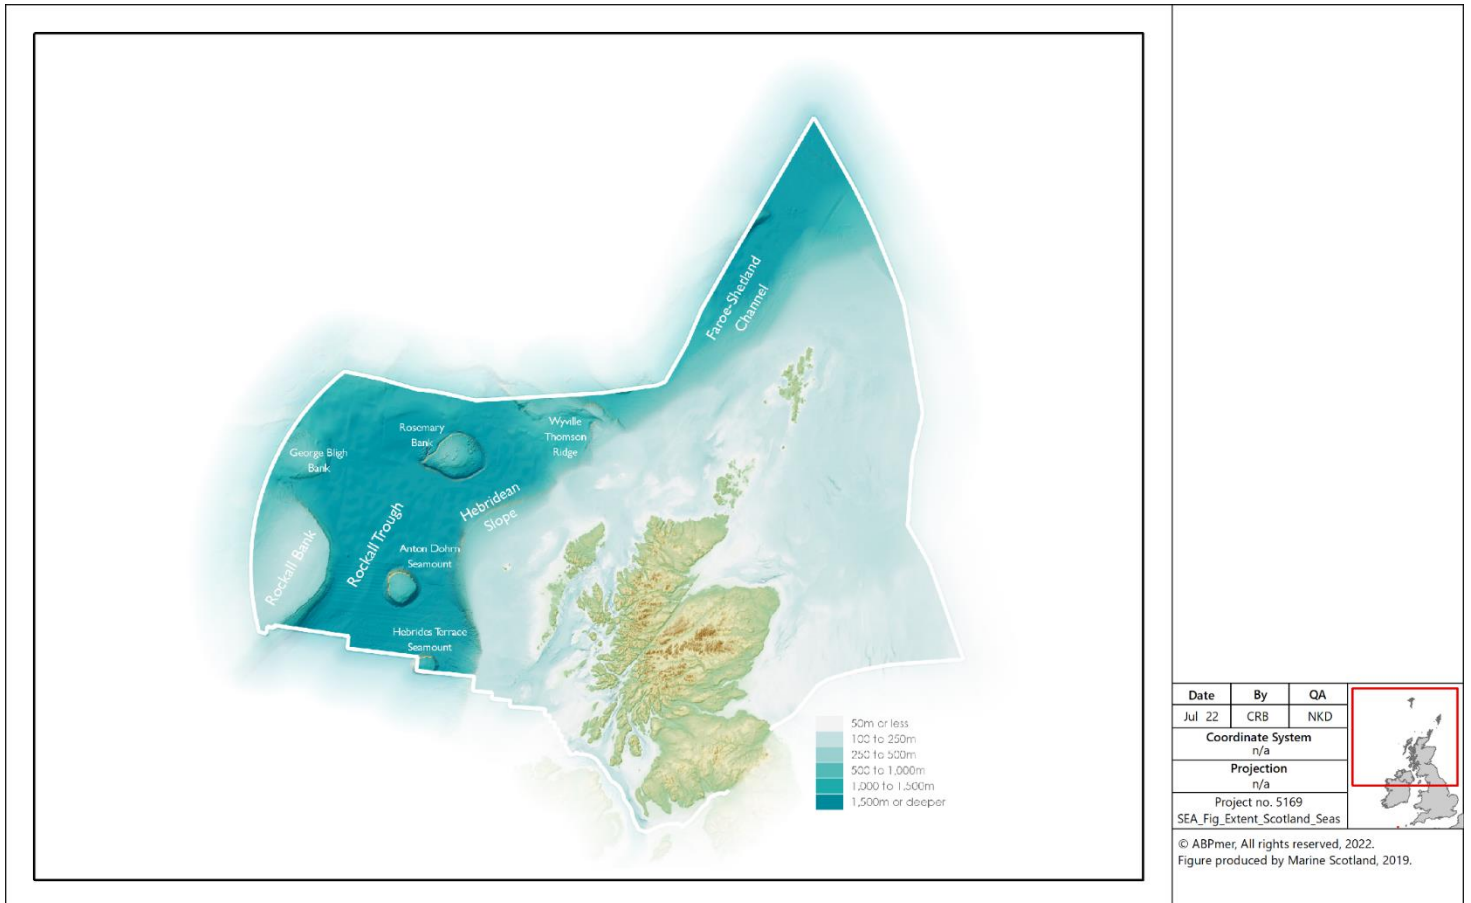 Faroe-Shetland
Channel
Rosemary
Bank
Wyville
Thomson
Ridge
George Bligh
Bank
Hebridean
Slope
Rockall Trough
Rockall Bank
Anton Dohrn
Seamount
Hebrides Terrace
Seamount
50m or less
100 to 250m
250 to 500m
500 to 1,000m
1,000 to 1,500m
1,500m or deeper
Date By QA
Jul 22 CRB NKD
Coordinate System
n/a
Projection
n/a
Project no. 5169
SEA_Fig_Extent_Scotland_Seas
© ABPmer, All rights reserved, 2022.
Figure produced by Marine Scotland, 2019.